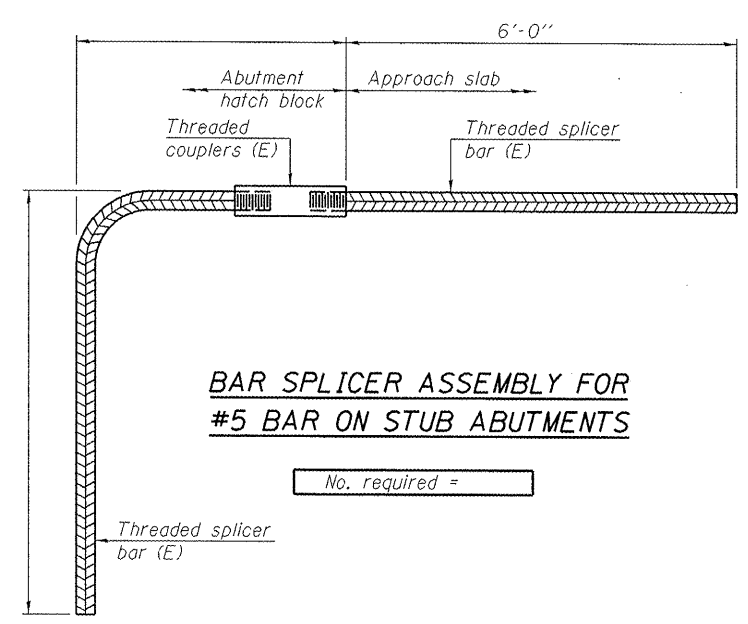 6'-0"
Abutment
hatch block
Approach slab
Threaded
couplers (E)
Threaded splicer
bar (E)
BAR SPLICER ASSEMBLY FOR
#5 BAR ON STUB ABUTMENTS
No. required =
Threaded splicer
bar (E)